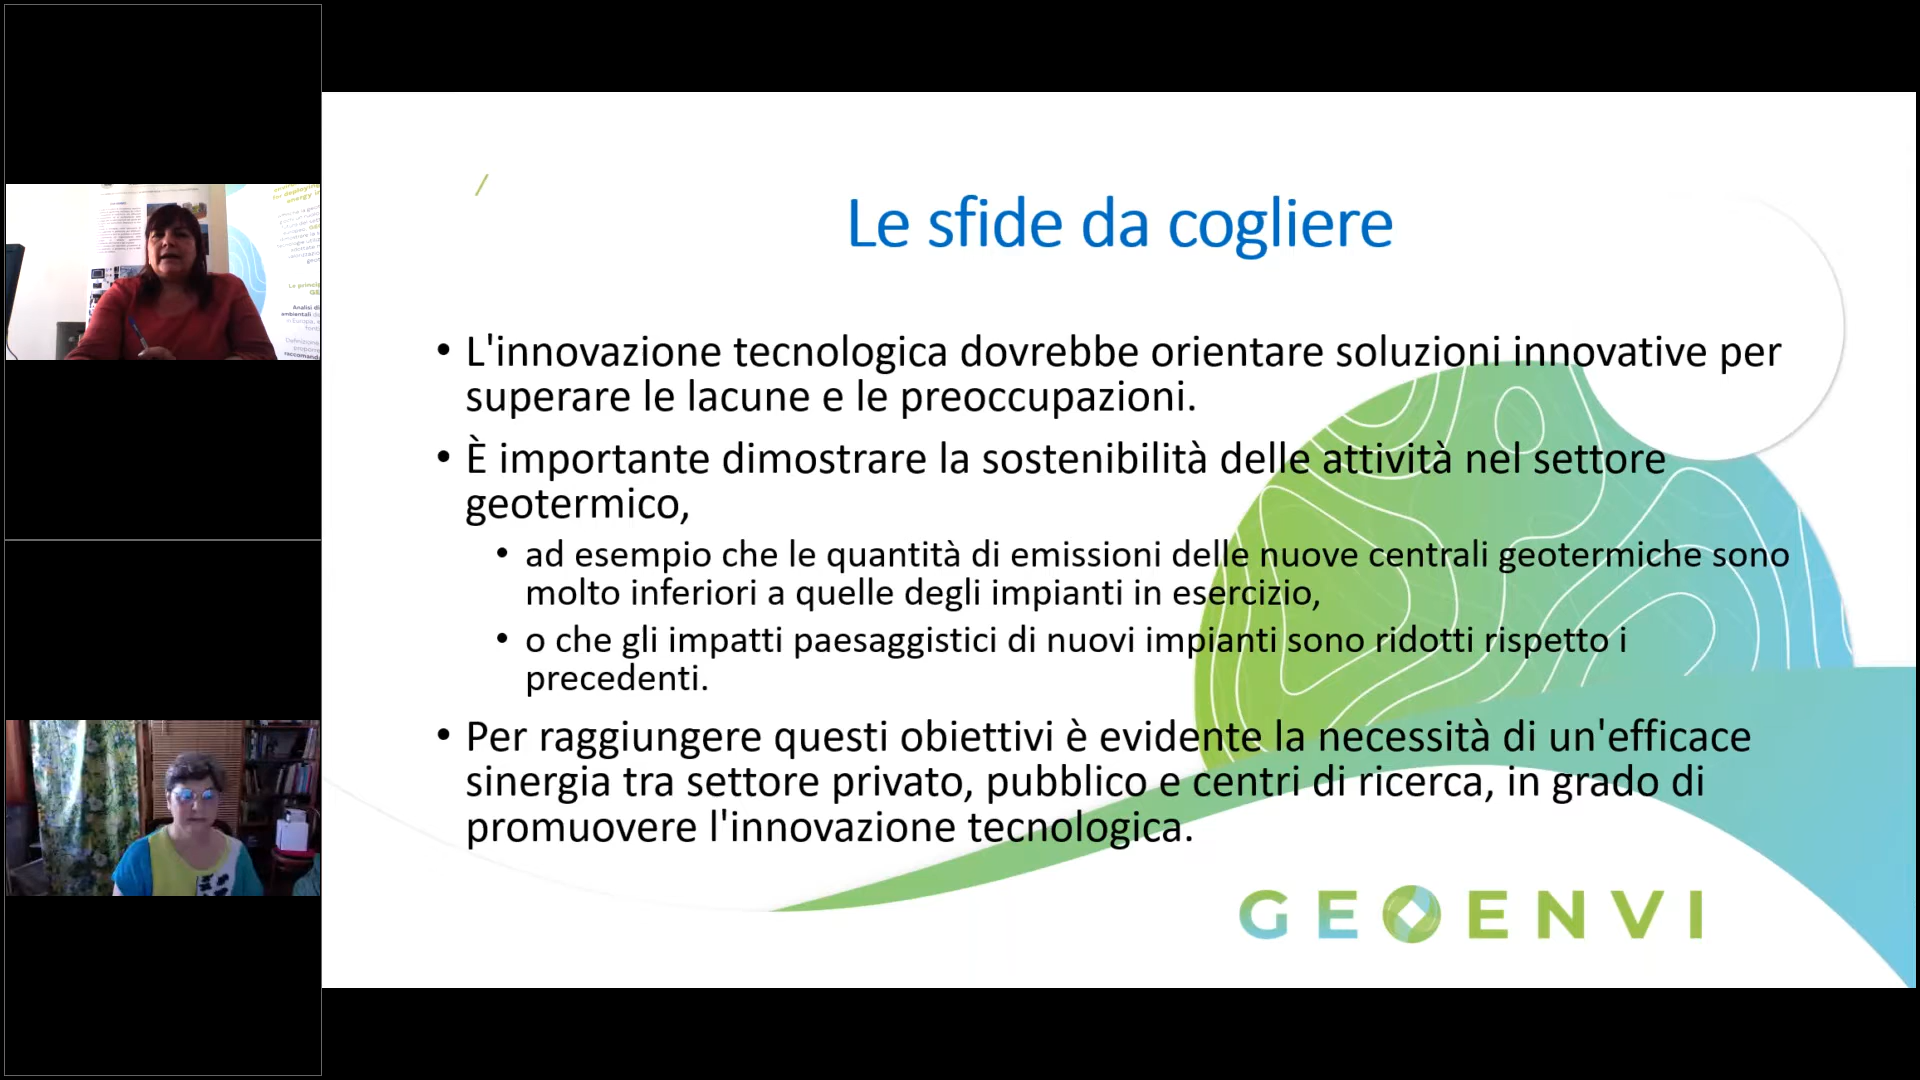 Le sfide da cogliere
• L'innovazione tecnologica dovrebbe orientare soluzioni innovative per
superare le lacune e le preoccupazioni.
• È importante dimostrare la sostenibilità delle attività nel settore
geotermico,
• ad esempio che le quantità di emissioni delle nuove centrali geotermiche sono
molto inferiori a quelle degli impianti in esercizio,
• o che gli impatti paesaggistici di nuovi impianti sono ridotti rispetto i
precedenti.
• Per raggiungere questi obiettivi è evidente la necessità di un'efficace
sinergia tra settore privato, pubblico e centri di ricerca, in grado di
promuovere l'innovazione tecnologica.
GEOENVI